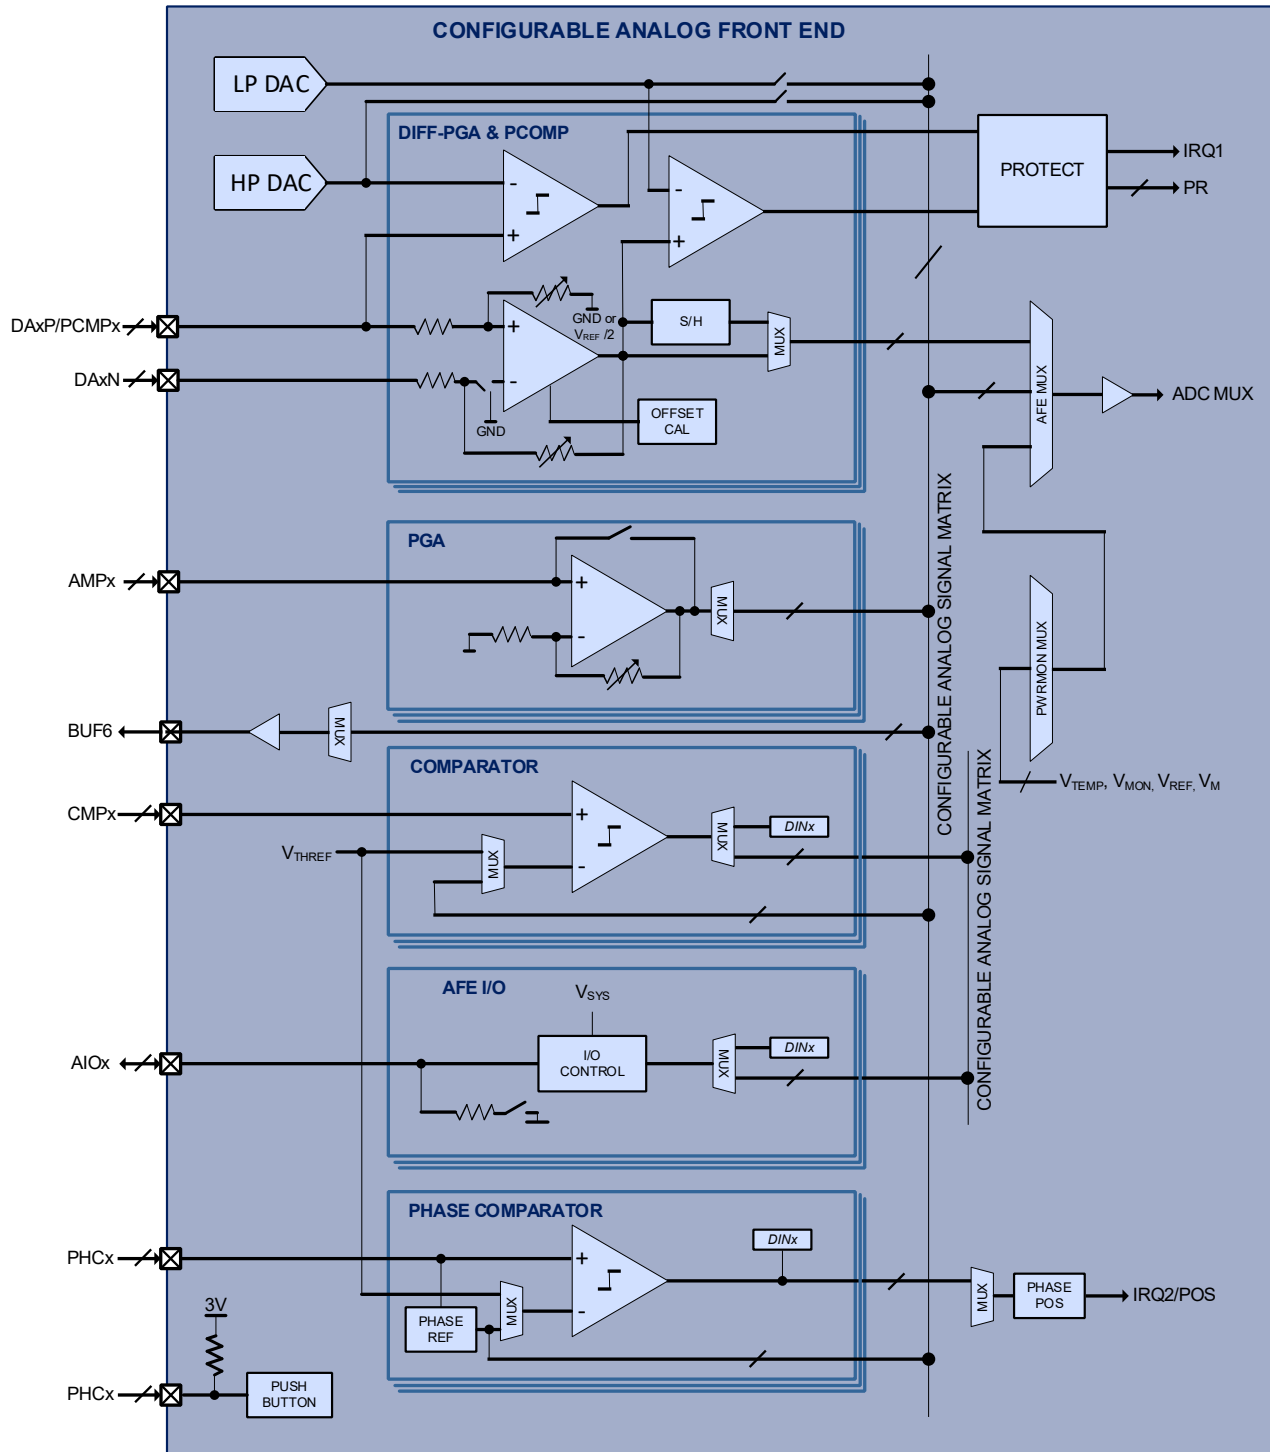 CONFIGURABLE ANALOG FRONT END
LP DAC
HP DAC
DIFF-PGA & PCOMP
-
+
-
+
PROTECT
IRQ1
PR
DAxP/PCMPx
DAxN
+
-
GND or
VREF /2
GND
S/H
MUX
OFFSET
CAL
AFE MUX
ADC MUX
CONFIGURABLE ANALOG SIGNAL MATRIX
PGA
AMPx
+
-
MUX
PWRMON MUX
VTEMP, VMON, VREF, VM
BUF6
MUX
COMPARATOR
CMPx
VTHREF
MUX
+
-
MUX
DINx
CONFIGURABLE ANALOG SIGNAL MATRIX
AFE I/O
VSYS
AIOx
I/O
CONTROL
MUX
DINx
PHASE COMPARATOR
PHCx
PHASE
REF
MUX
+
-
DINx
MUX
PHASE
POS
IRQ2/POS
3V
PHCx
PUSH
BUTTON